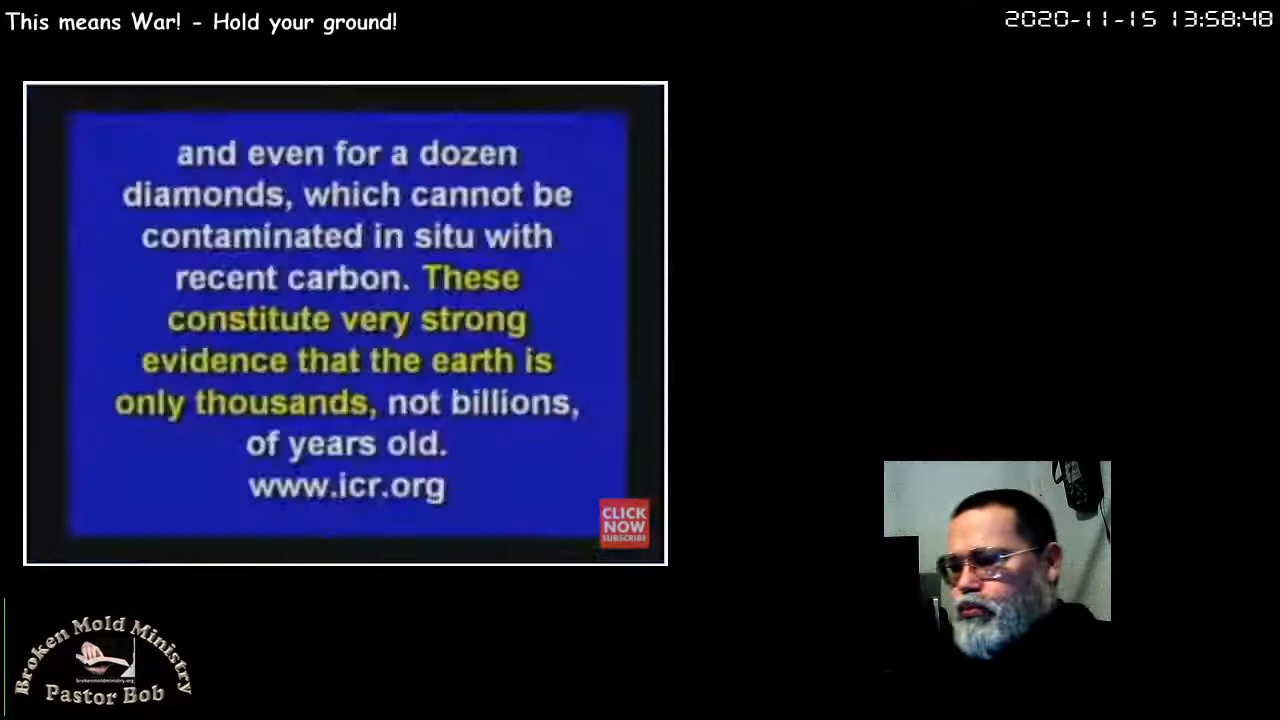 This means War! - Hold your ground!
2020-11-15 13:58:48
and even for a dozen
diamonds, which cannot be
contaminated in situ with
recent carbon. These
constitute very strong
evidence that the earth is
only thousands, not billions,
of years old.
www.icr.org
CLICK
NOW
SUBSCRIBE
Broken Mold Ministry
brokenmoldministry.org
Pastor Bob